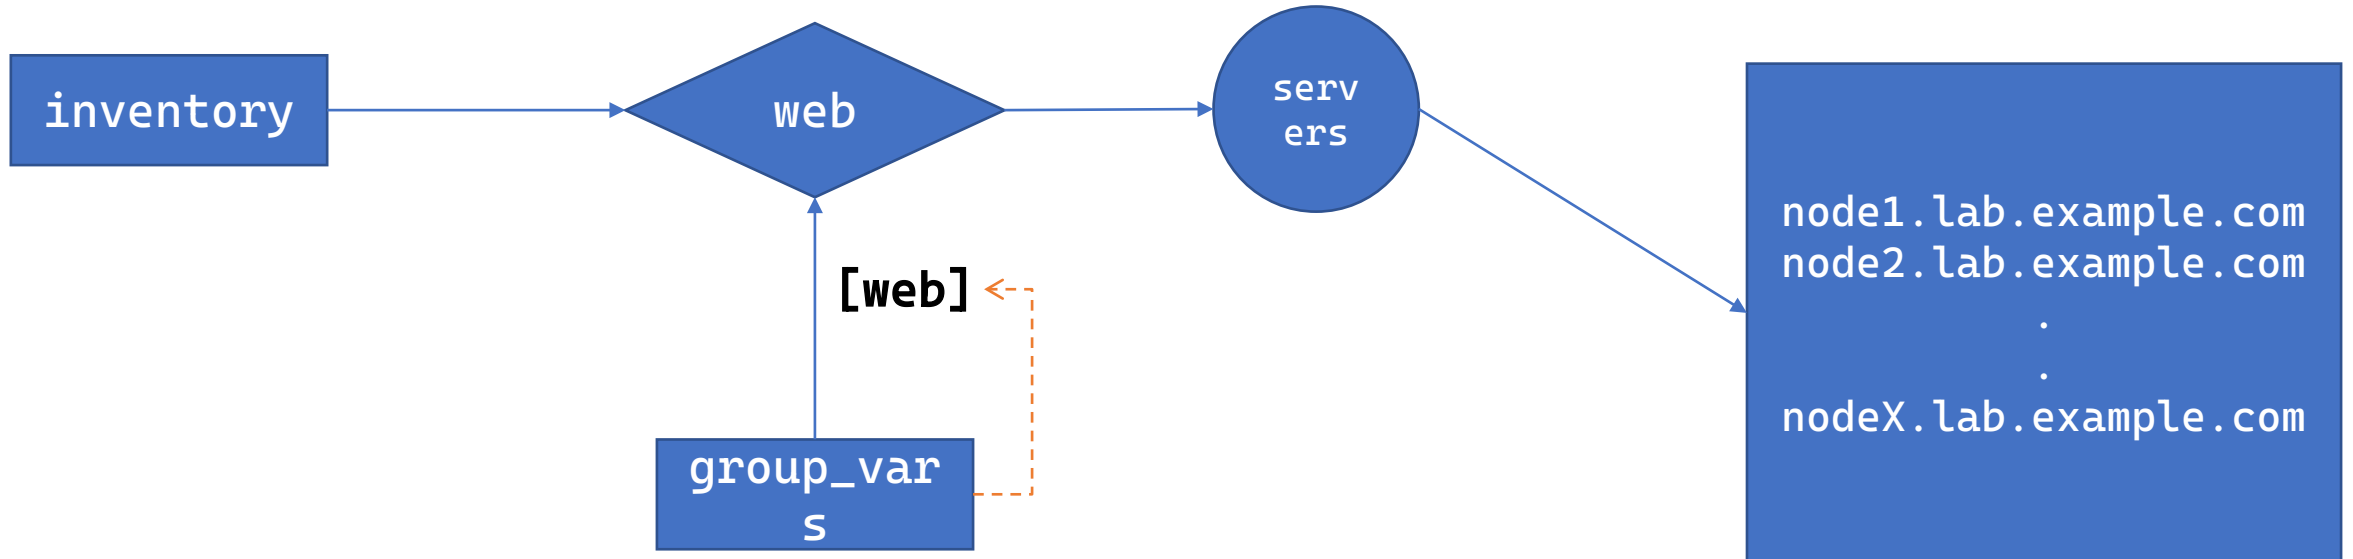 inventory
web
serv
ers
[web]
group_var
s
node1.lab.example.com
node2.lab.example.com
.
.
nodeX.lab.example.com